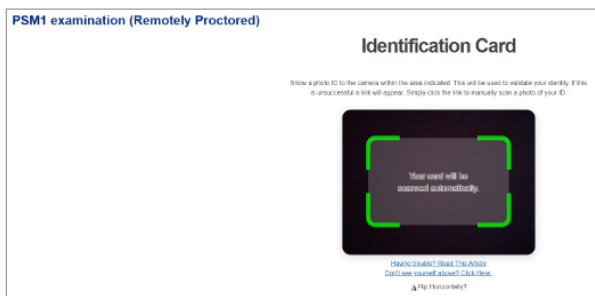 PSM1 examination (Remotely Proctored)
Identification Card
Show a photo ID to the camera within the area indicated. This will be used to validate your identity. If this
is unsuccessful a link will appear. Simply click the link to manually scan a photo of your ID.
Your card will be
scanned automatically.
Having trouble? Read This Article
Don't see yourself above? Click Here.
Flip Horizontally?